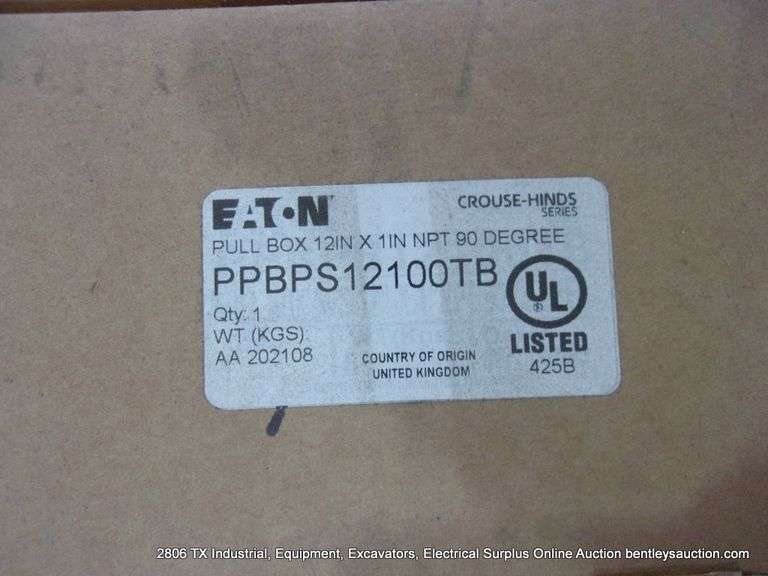 EATON
CROUSE-HINDS
SERIES
PULL BOX 12IN X 1IN NPT 90 DEGREE
PPBPS12100TB
Qty: 1
WT (KGS):
AA 202108
COUNTRY OF ORIGIN
UNITED KINGDOM
UL
®
LISTED
425B
2806 TX Industrial, Equipment, Excavators, Electrical Surplus Online Auction bentleysauction.com